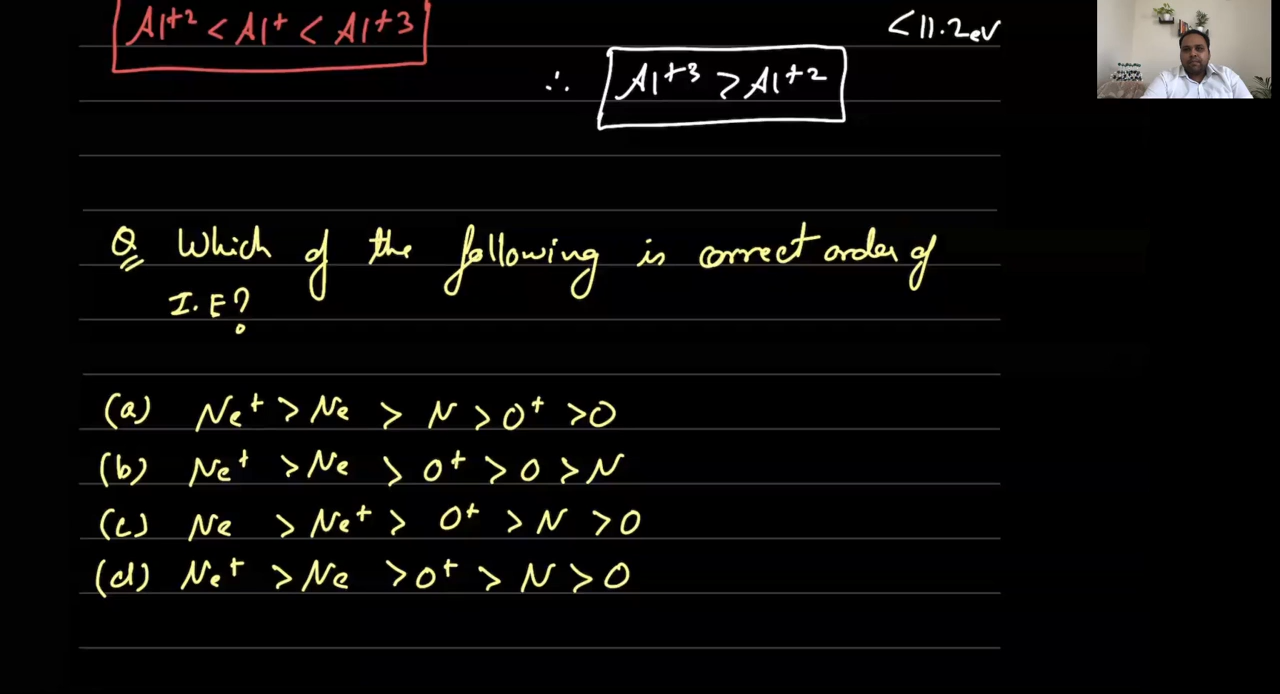 Al+2 < Al+ < Al+3
< 11.2eV
∴ Al+3 > Al+2
Q Which of the following is correct order of
I.E?
(a) Ne+ > Ne > N > O+ > O
(b) Ne+ > Ne > O+ > O > N
(c) Ne > Ne+ > O+ > N > O
(d) Ne+ > Ne > O+ > N > O